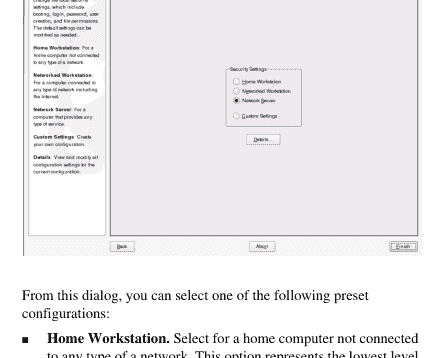 change the local security
settings, which include
booting, login, password, user
creation, and file permissions.
The default settings can be
modified as needed.
Home Workstation: For a
home computer not connected
to any type of a network.
Networked Workstation:
For a computer connected to
any type of network including
the Internet.
Network Server: For a
computer that provides any
type of service.
Custom Settings: Create
your own configuration.
Details: View and modify all
configuration settings for the
current configuration.
Security Settings
Home Workstation
Networked Workstation
Network Server
Custom Settings
Details...
Back
Abort
Finish
From this dialog, you can select one of the following preset
configurations:
■ Home Workstation. Select for a home computer not connected
to any type of a network. This option represents the lowest level